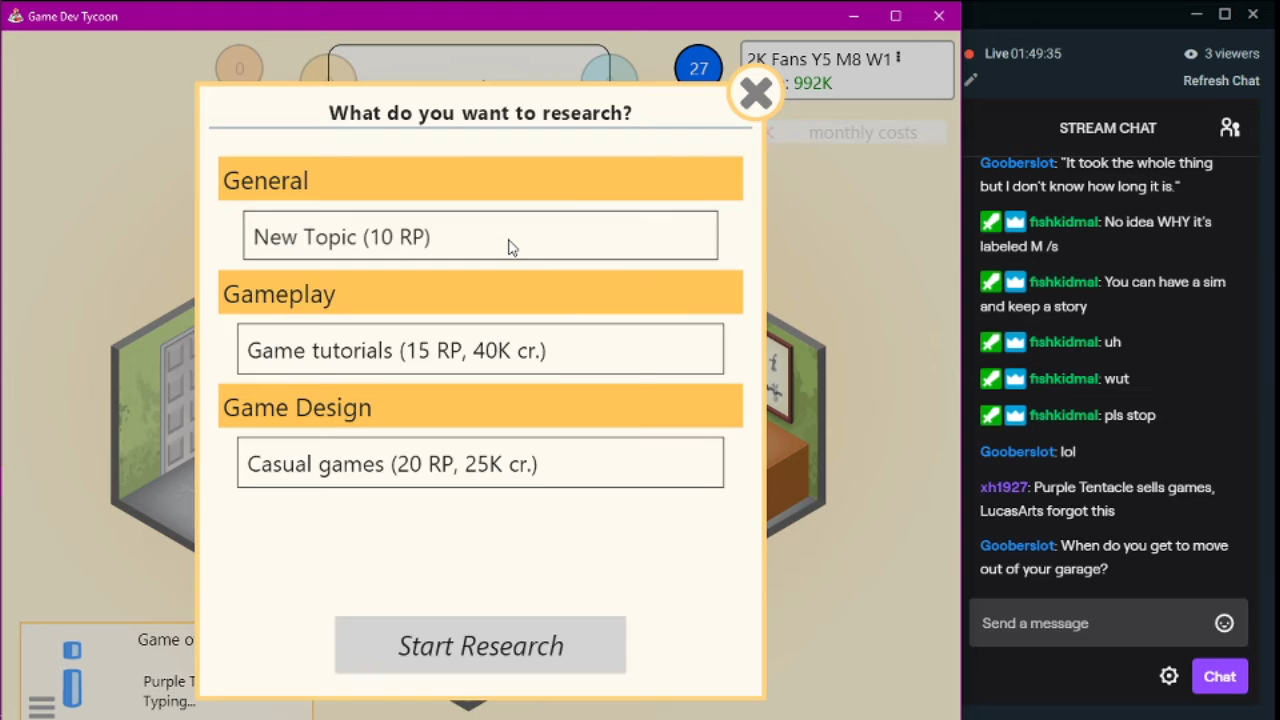 Game Dev Tycoon
0
27
2K Fans Y5 M8 W1
: 992K
K monthly costs
What do you want to research?
General
New Topic (10 RP)
Gameplay
Game tutorials (15 RP, 40K cr.)
Game Design
Casual games (20 RP, 25K cr.)
Start Research
Game o
Purple T
Typing...
Live 01:49:35
3 viewers
Refresh Chat
STREAM CHAT
Gooberslot: "It took the whole thing
but I don't know how long it is."
fishkidmal: No idea WHY it's
labeled M /s
fishkidmal: You can have a sim
and keep a story
fishkidmal: uh
fishkidmal: wut
fishkidmal: pls stop
Gooberslot: lol
xh1927: Purple Tentacle sells games,
LucasArts forgot this
Gooberslot: When do you get to move
out of your garage?
Send a message
Chat